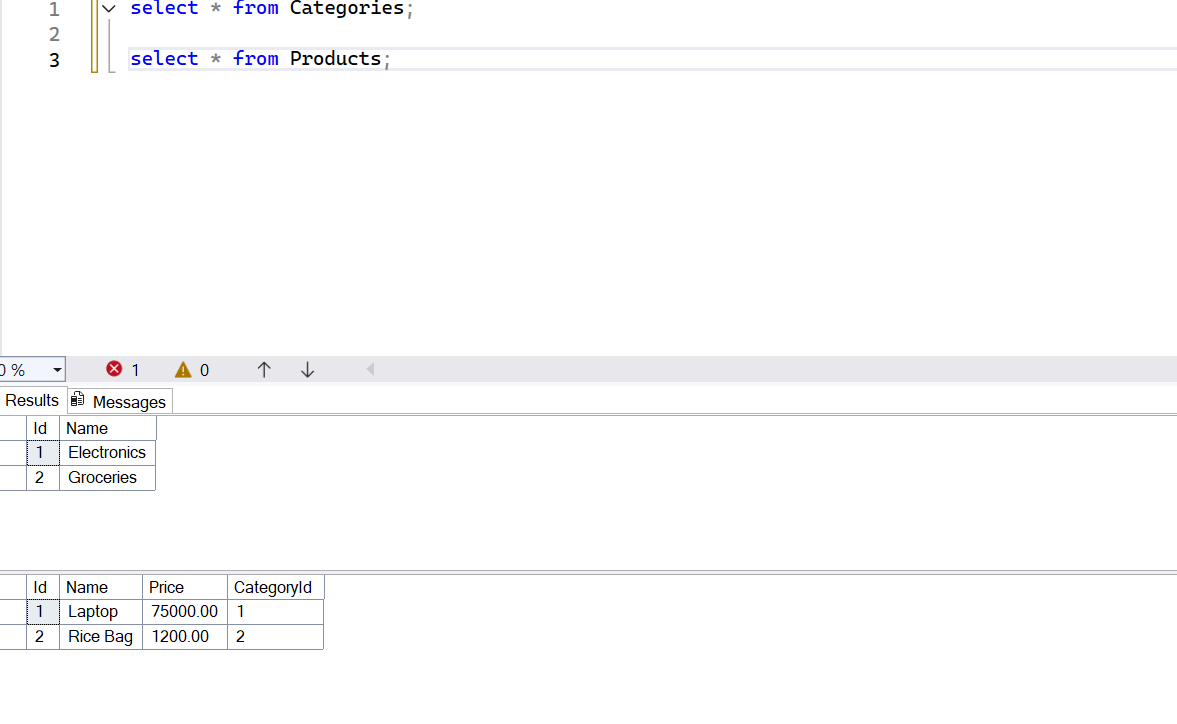 1 select * from Categories;
2
3 select * from Products;
0 % 1 0
Results Messages
Id Name
1 Electronics
2 Groceries
Id Name Price CategoryId
1 Laptop 75000.00 1
2 Rice Bag 1200.00 2